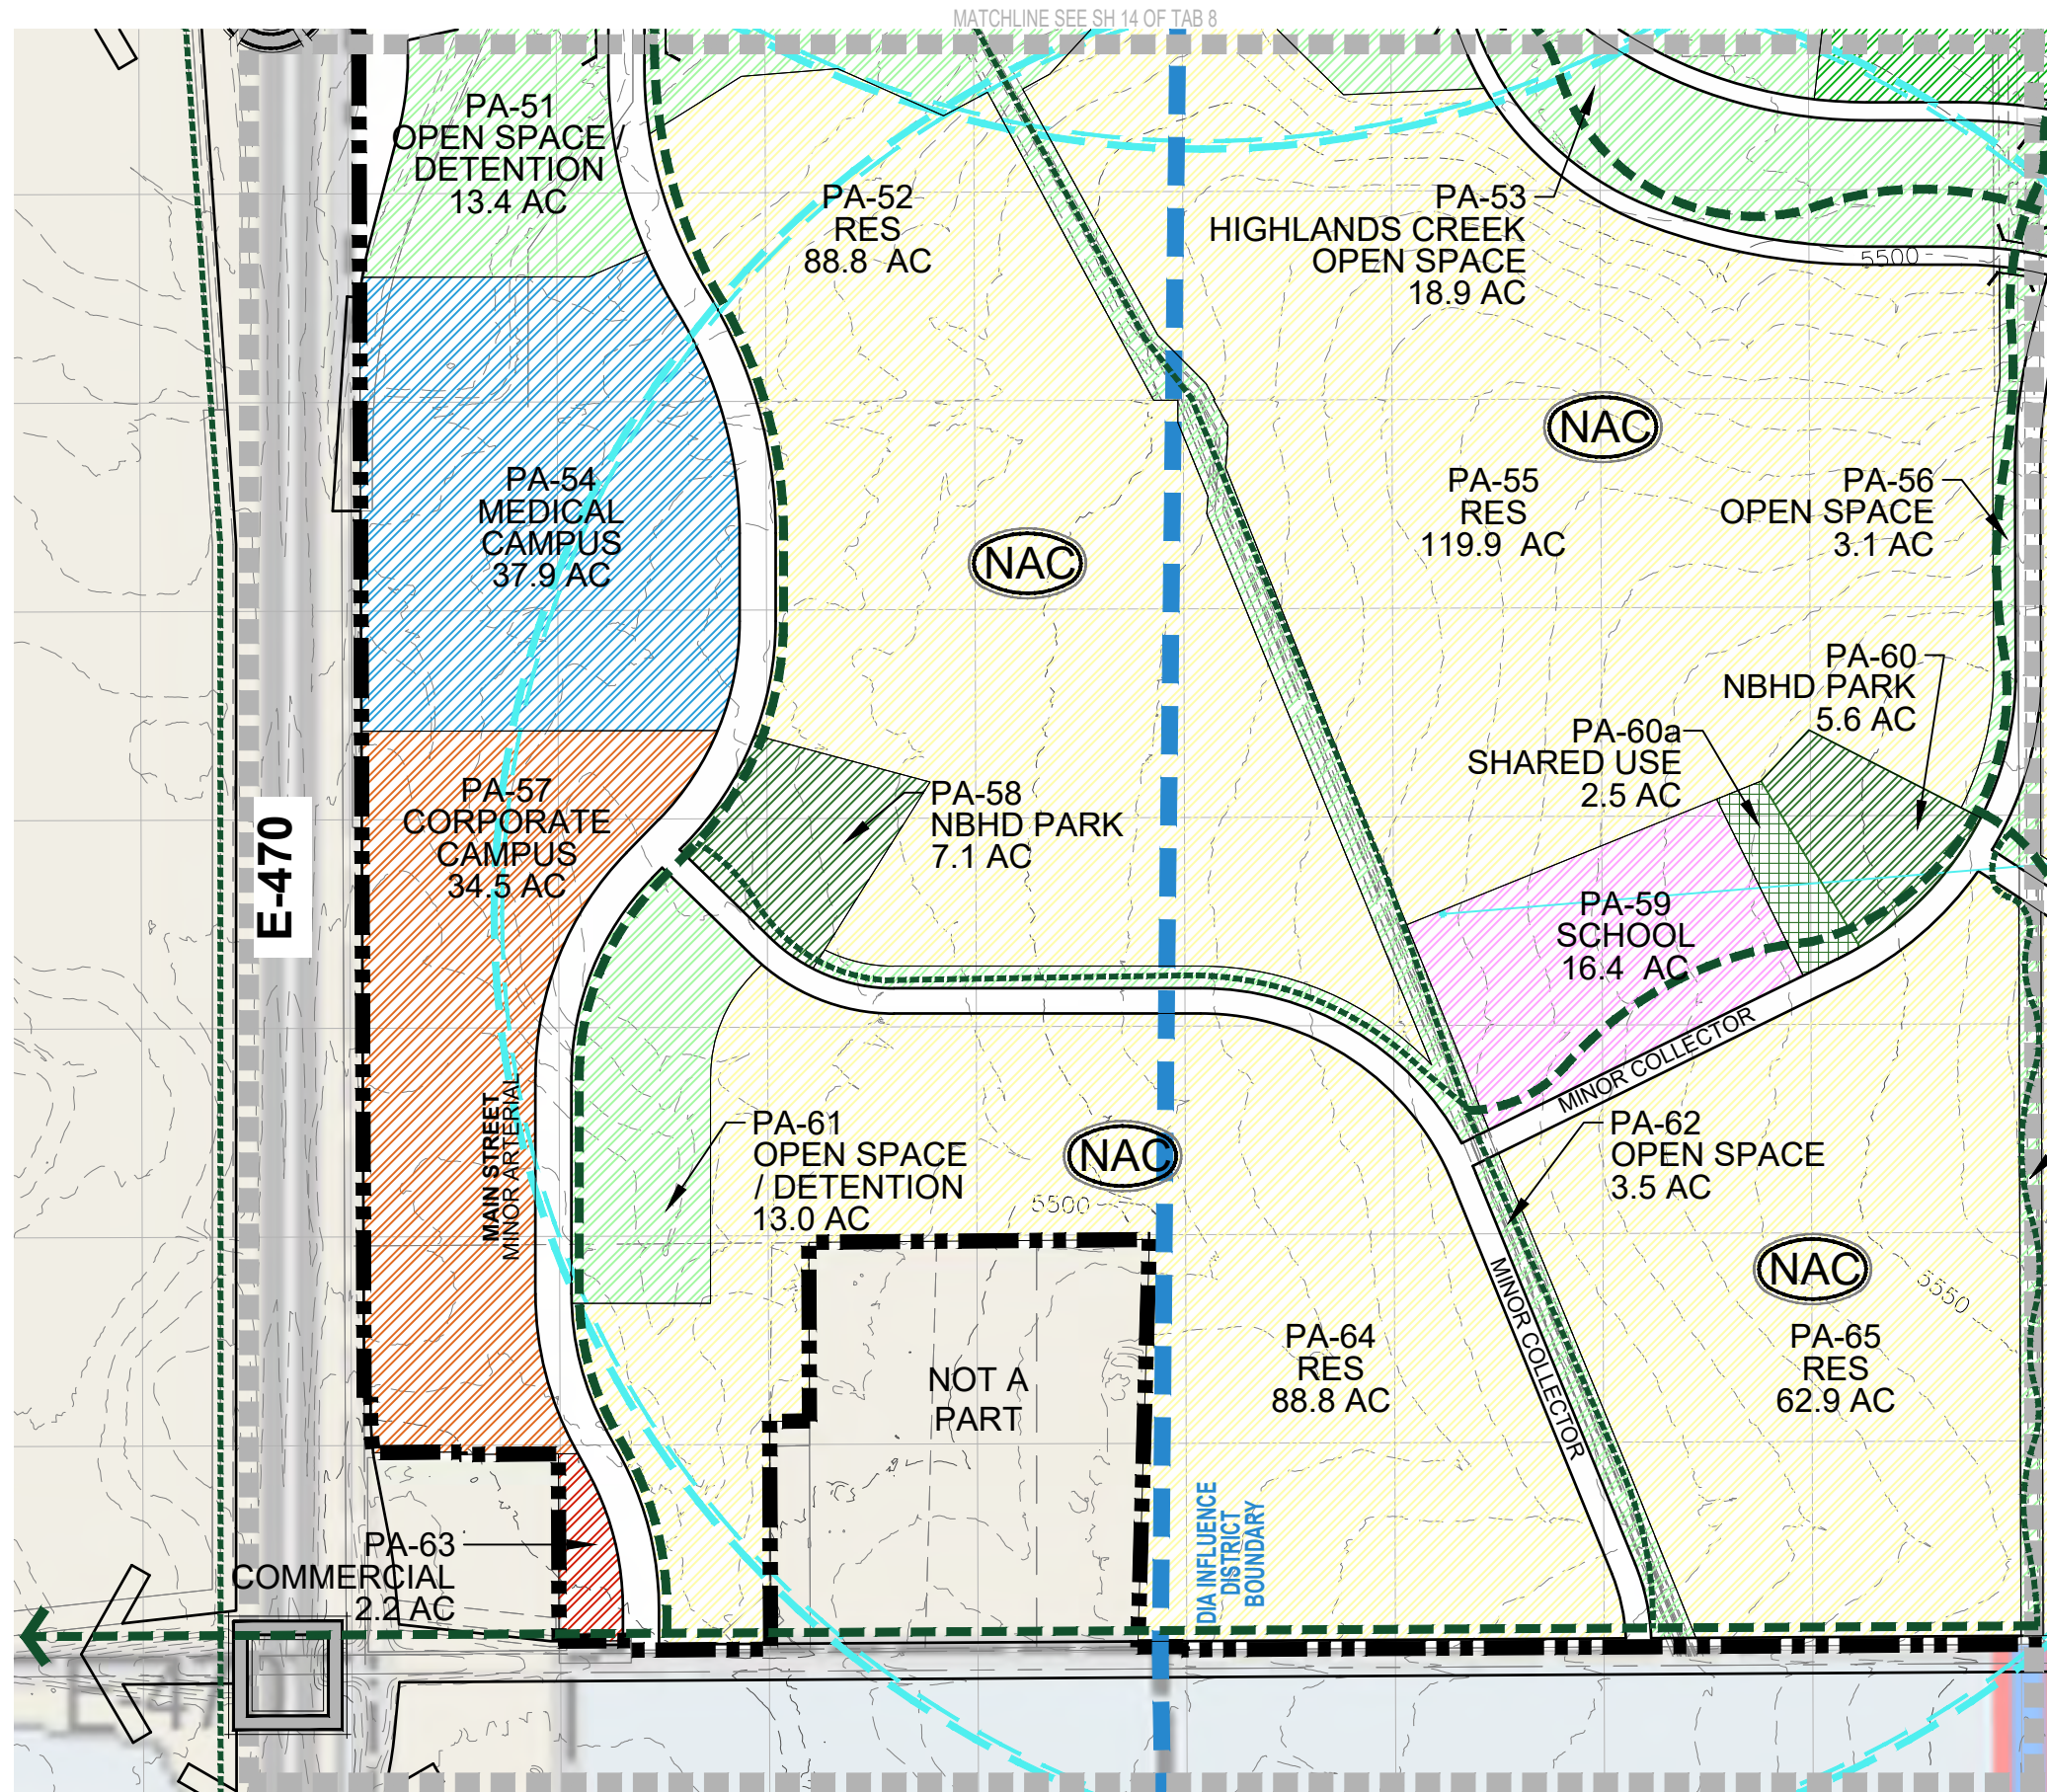 MATCHLINE SEE SH 14 OF TAB 8
PA-51
OPEN SPACE /
DETENTION
13.4 AC
PA-52
RES
88.8 AC
PA-53
HIGHLANDS CREEK
OPEN SPACE
18.9 AC
5500
NAC
PA-54
MEDICAL
CAMPUS
37.9 AC
NAC
PA-55
RES
119.9 AC
PA-56
OPEN SPACE
3.1 AC
PA-60
NBHD PARK
5.6 AC
PA-60a
SHARED USE
2.5 AC
PA-57
CORPORATE
CAMPUS
34.5 AC
PA-58
NBHD PARK
7.1 AC
E-470
PA-59
SCHOOL
16.4 AC
MINOR COLLECTOR
MAIN STREET
MINOR ARTERIAL
PA-61
OPEN SPACE
/ DETENTION
13.0 AC
NAC
5500
PA-62
OPEN SPACE
3.5 AC
NAC
5550
MINOR COLLECTOR
NOT A
PART
PA-64
RES
88.8 AC
PA-65
RES
62.9 AC
DIA INFLUENCE
DISTRICT
BOUNDARY
PA-63
COMMERCIAL
2.2 AC